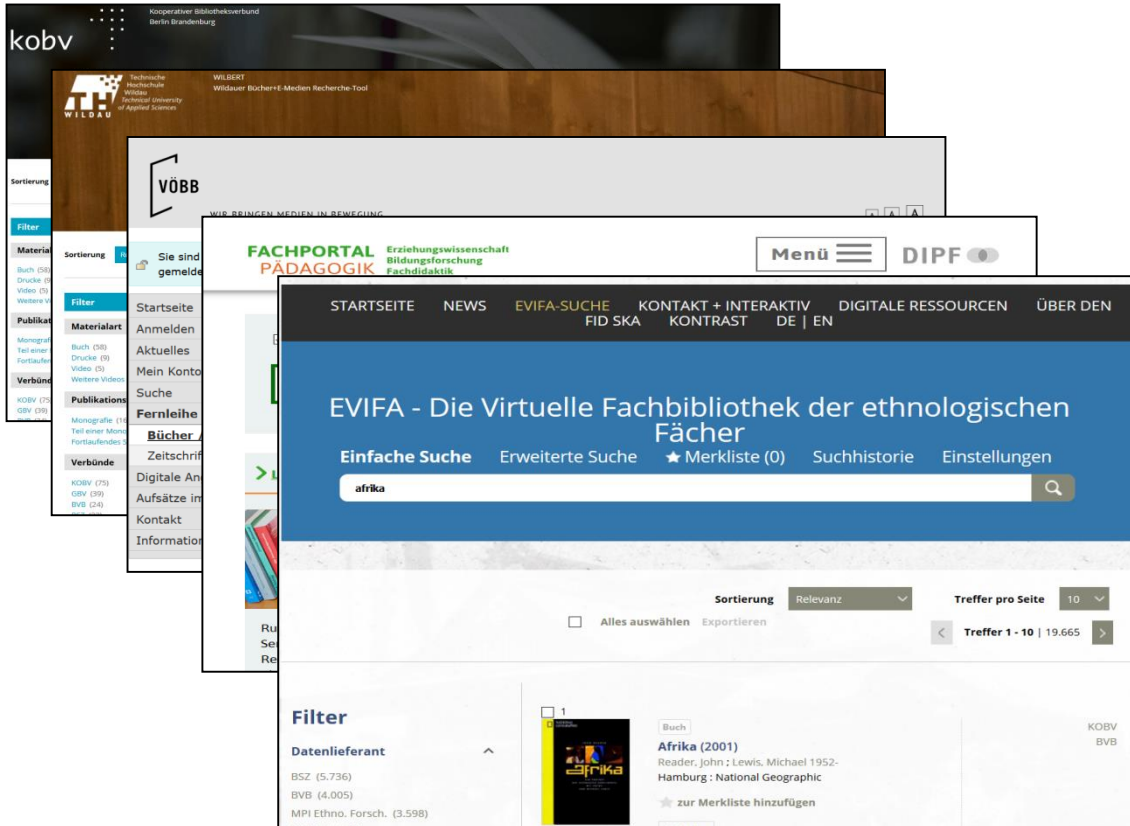 kobv
Kooperativer Bibliotheksverbund
Berlin Brandenburg
Sortierung
Filter
Buch (58)
Video (5)
KOBV (75)
GBV (39)
Technische
Hochschule
Wildau
Technical University
of Applied Sciences
WILDAU
WILBERT
Wildauer Bücher+E-Medien Recherche-Tool
Sortierung
Filter
Materialart
Buch (58)
Drucke (9)
Video (5)
Weitere Videos
Publikations
Monografie
Teil einer Mono
Fortlaufendes S
Verbünde
KOBV (75)
GBV (39)
BVB (24)
VÖBB
WIR BRINGEN MEDIEN IN BEWEGUNG
A A
Sie sind
gemelde
Startseite
Anmelden
Aktuelles
Mein Konto
Suche
Fernleihe
Bücher /
Zeitschrif
Digitale An
Aufsätze im
Kontakt
Information
FACHPORTAL
PÄDAGOGIK
Erziehungswissenschaft
Bildungsforschung
Fachdidaktik
Menü
DIPF
Ru
Ser
Re
STARTSEITE NEWS EVIFA-SUCHE KONTAKT + INTERAKTIV DIGITALE RESSOURCEN ÜBER DEN
FID SKA KONTRAST DE | EN
EVIFA - Die Virtuelle Fachbibliothek der ethnologischen
Fächer
Einfache Suche Erweiterte Suche ★ Merkliste (0) Suchhistorie Einstellungen
afrika
Sortierung Relevanz Treffer pro Seite 10
Alles auswählen Exportieren
< Treffer 1 - 10 | 19.665 >
Filter
Datenlieferant
BSZ (5.736)
BVB (4.005)
MPI Ethno. Forsch. (3.598)
1
afrika
Buch
Afrika (2001)
Reader, John ; Lewis, Michael 1952-
Hamburg : National Geographic
★ zur Merkliste hinzufügen
KOBV
BVB